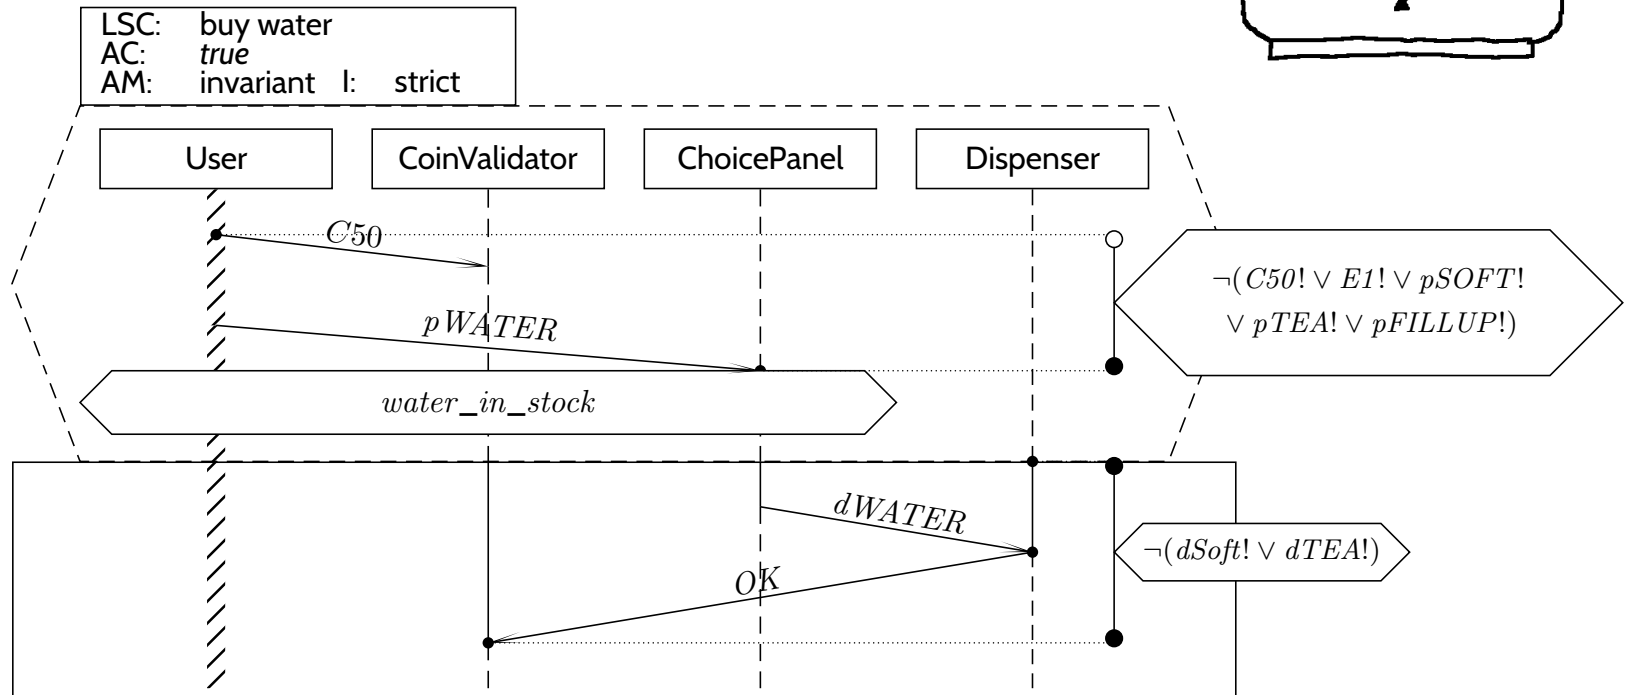 LSC: buy water
AC: true
AM: invariant I: strict
User CoinValidator ChoicePanel Dispenser
C50
¬(C50! ∨ E1! ∨ pSOFT!
∨ pTEA! ∨ pFILLUP!)
pWATER
water_in_stock
dWATER
¬(dSoft! ∨ dTEA!)
OK